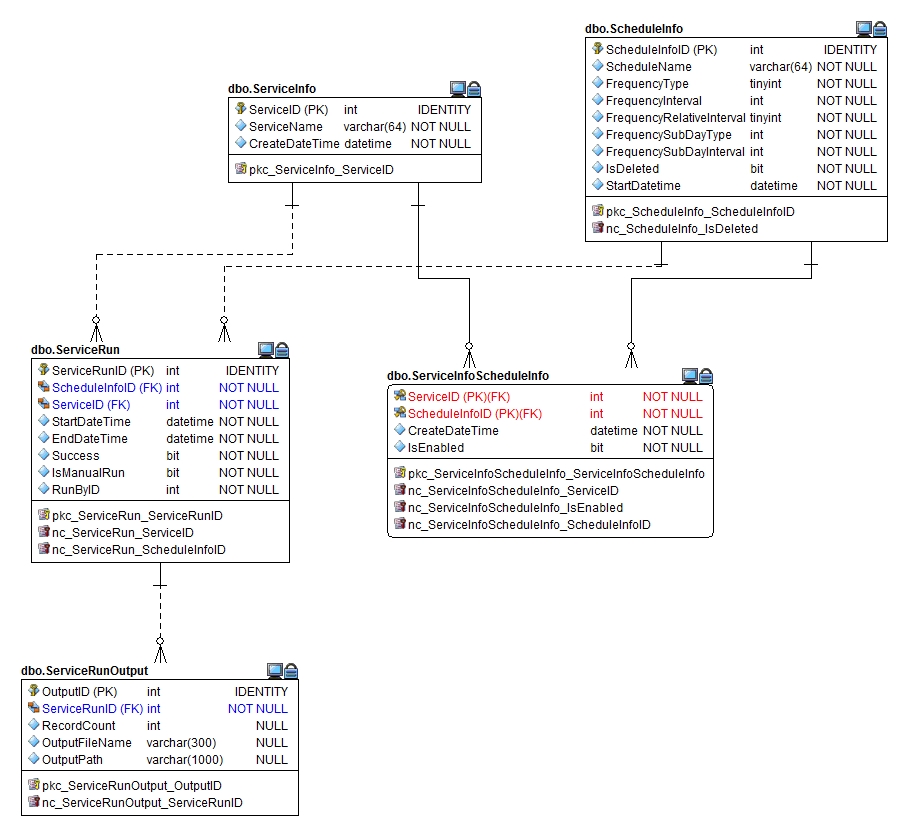 dbo.ScheduleInfo
ScheduleInfoID (PK) int IDENTITY
ScheduleName varchar(64) NOT NULL
FrequencyType tinyint NOT NULL
FrequencyInterval int NOT NULL
FrequencyRelativeInterval tinyint NOT NULL
FrequencySubDayType int NOT NULL
FrequencySubDayInterval int NOT NULL
IsDeleted bit NOT NULL
StartDatetime datetime NOT NULL
pkc_ScheduleInfo_ScheduleInfoID
nc_ScheduleInfo_IsDeleted
dbo.ServiceInfo
ServiceID (PK) int IDENTITY
ServiceName varchar(64) NOT NULL
CreateDateTime datetime NOT NULL
pkc_ServiceInfo_ServiceID
dbo.ServiceRun
ServiceRunID (PK) int IDENTITY
ScheduleInfoID (FK) int NOT NULL
ServiceID (FK) int NOT NULL
StartDateTime datetime NOT NULL
EndDateTime datetime NOT NULL
Success bit NOT NULL
IsManualRun bit NOT NULL
RunByID int NOT NULL
pkc_ServiceRun_ServiceRunID
nc_ServiceRun_ServiceID
nc_ServiceRun_ScheduleInfoID
dbo.ServiceInfoScheduleInfo
ServiceID (PK)(FK) int NOT NULL
ScheduleInfoID (PK)(FK) int NOT NULL
CreateDateTime datetime NOT NULL
IsEnabled bit NOT NULL
pkc_ServiceInfoScheduleInfo_ServiceInfoScheduleInfo
nc_ServiceInfoScheduleInfo_ServiceID
nc_ServiceInfoScheduleInfo_IsEnabled
nc_ServiceInfoScheduleInfo_ScheduleInfoID
dbo.ServiceRunOutput
OutputID (PK) int IDENTITY
ServiceRunID (FK) int NOT NULL
RecordCount int NULL
OutputFileName varchar(300) NULL
OutputPath varchar(1000) NULL
pkc_ServiceRunOutput_OutputID
nc_ServiceRunOutput_ServiceRunID